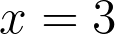 x = 3